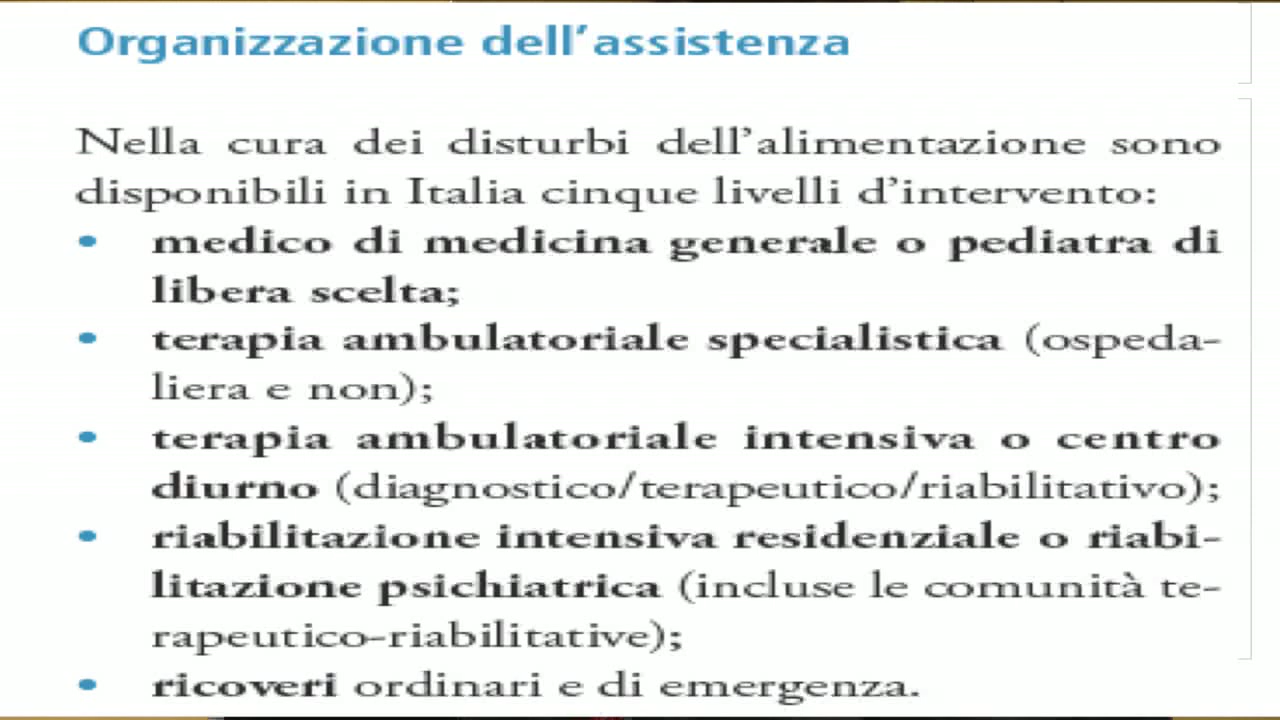 Organizzazione dell'assistenza
Nella cura dei disturbi dell'alimentazione sono
disponibili in Italia cinque livelli d'intervento:
• medico di medicina generale o pediatra di
libera scelta;
• terapia ambulatoriale specialistica (ospeda-
liera e non);
• terapia ambulatoriale intensiva o centro
diurno (diagnostico/terapeutico/riabilitativo);
• riabilitazione intensiva residenziale o riabi-
litazione psichiatrica (incluse le comunità te-
rapeutico-riabilitative);
• ricoveri ordinari e di emergenza.